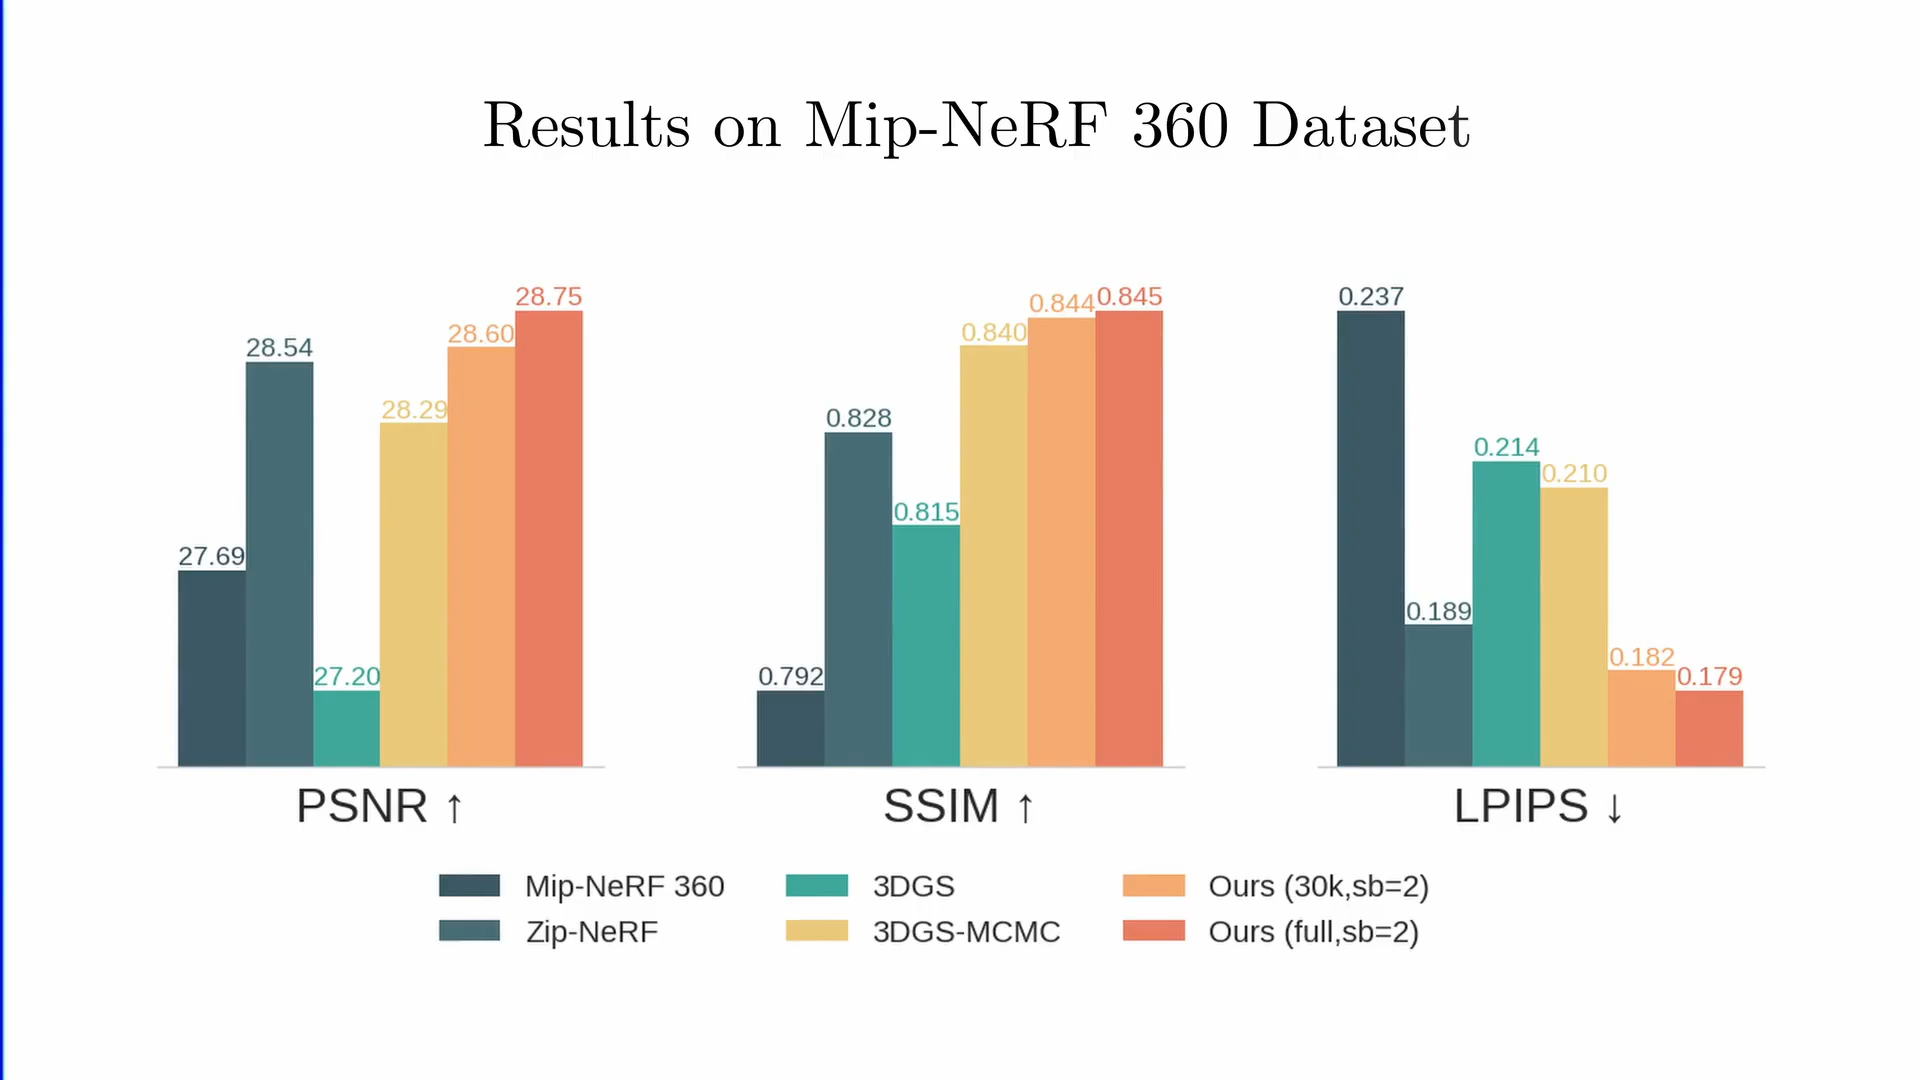 Results on Mip-NeRF 360 Dataset
27.69
28.54
27.20
28.29
28.60
28.75
PSNR ↑
0.792
0.828
0.815
0.840
0.844
0.845
SSIM ↑
0.237
0.189
0.214
0.210
0.182
0.179
LPIPS ↓
Mip-NeRF 360
Zip-NeRF
3DGS
3DGS-MCMC
Ours (30k,sb=2)
Ours (full,sb=2)